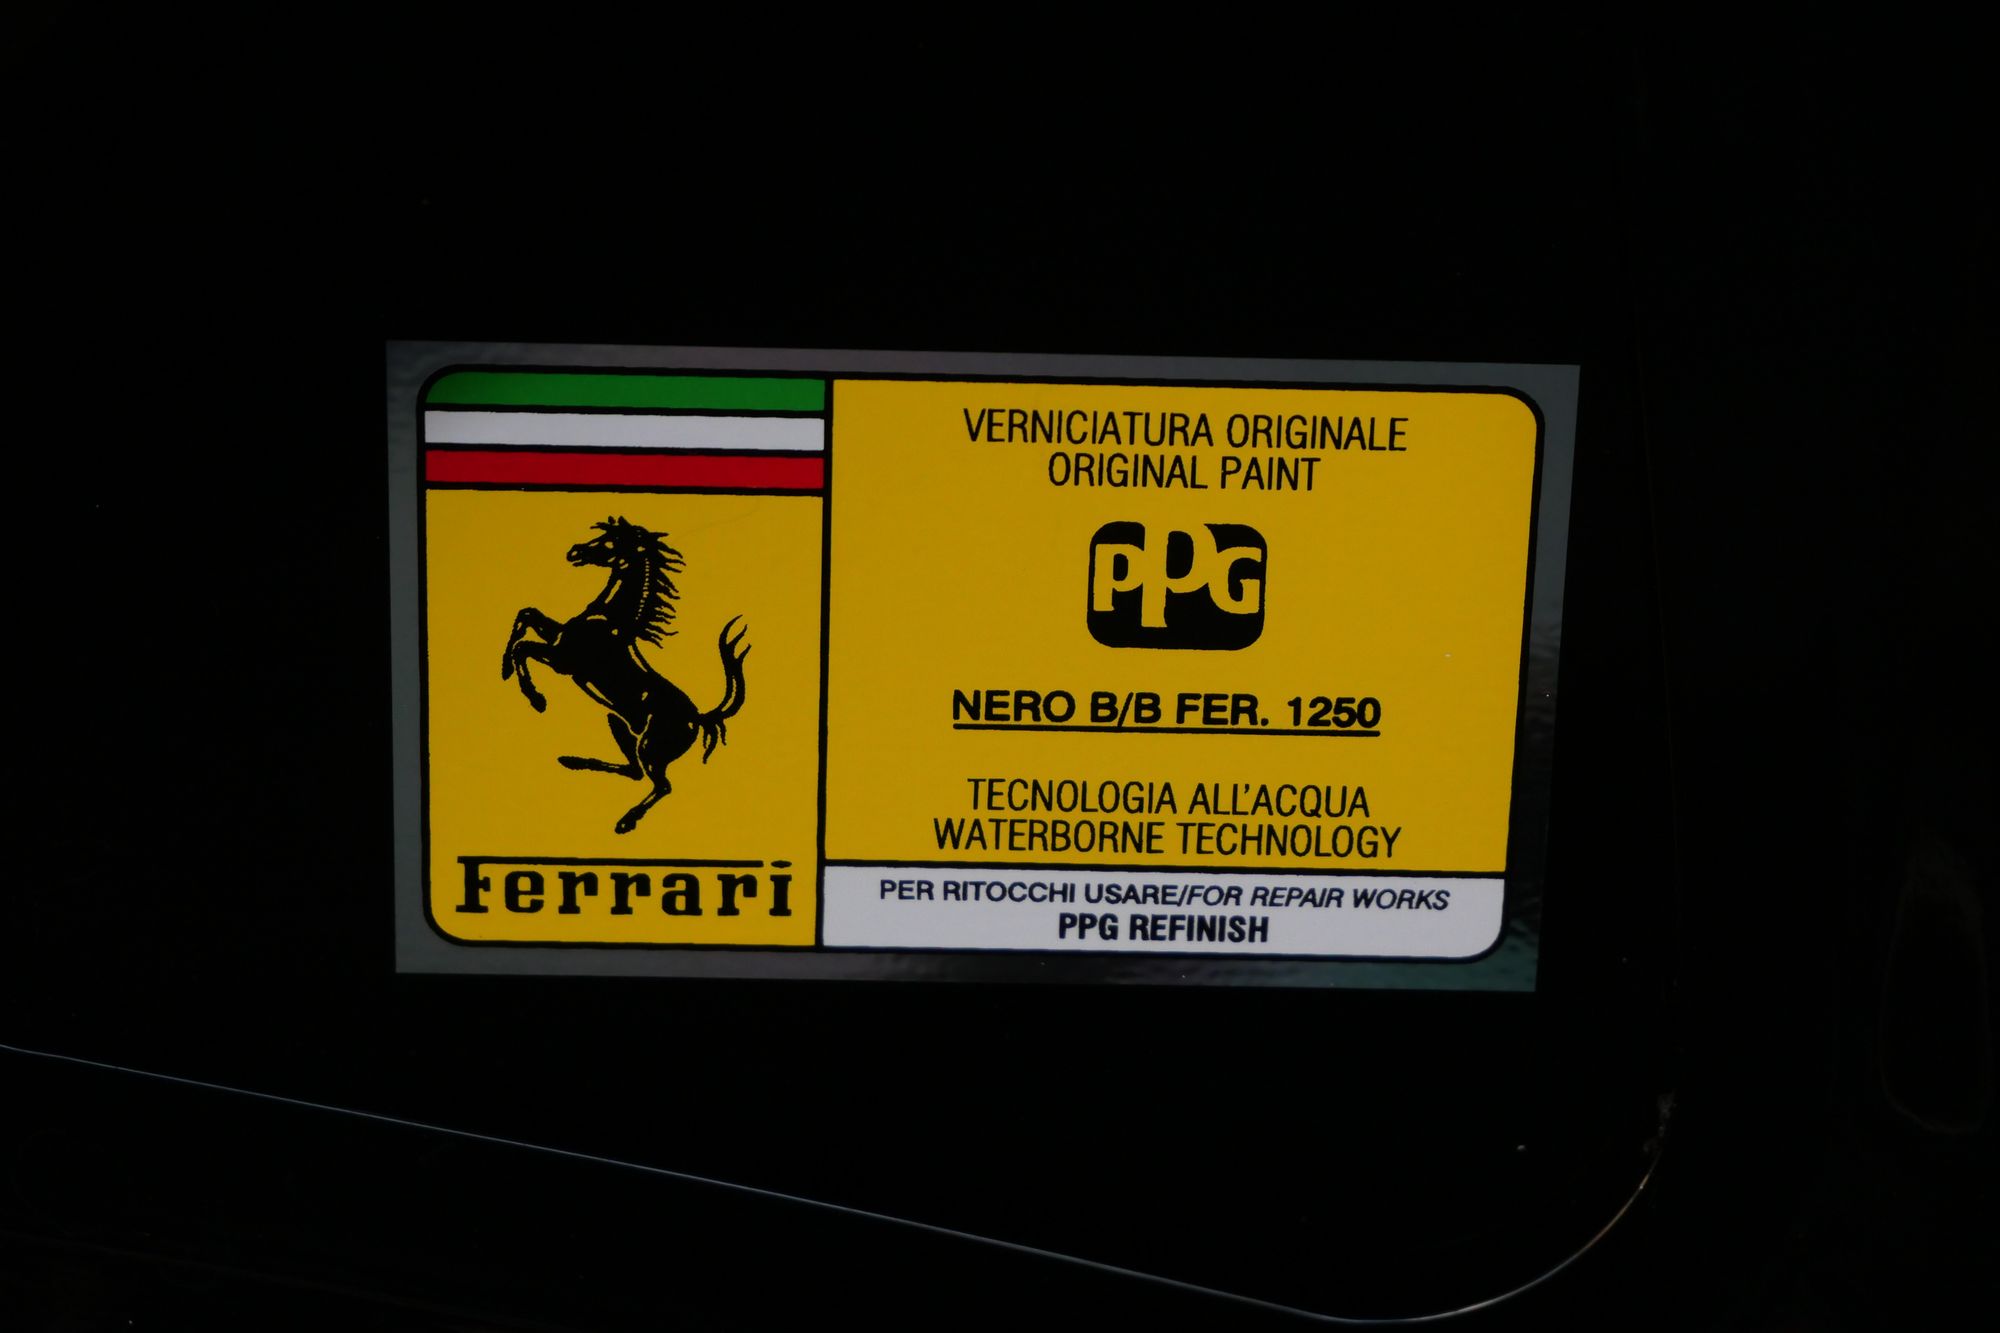 VERNICIATURA ORIGINALE
ORIGINAL PAINT
PPG
NERO B/B FER. 1250
TECNOLOGIA ALL'ACQUA
WATERBORNE TECHNOLOGY
Ferrari
PER RITOCCHI USARE/FOR REPAIR WORKS
PPG REFINISH